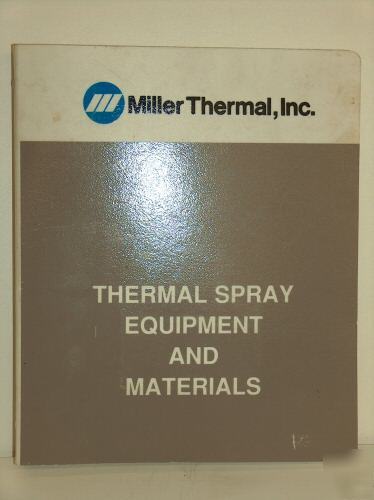 Miller Thermal, Inc.
THERMAL SPRAY
EQUIPMENT
AND
MATERIALS